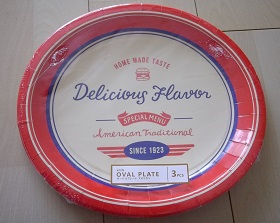 HOME MADE TASTE
Delicious Flavor
SPECIAL MENU
American Traditional
SINCE 1923
OVAL PLATE
3PCS